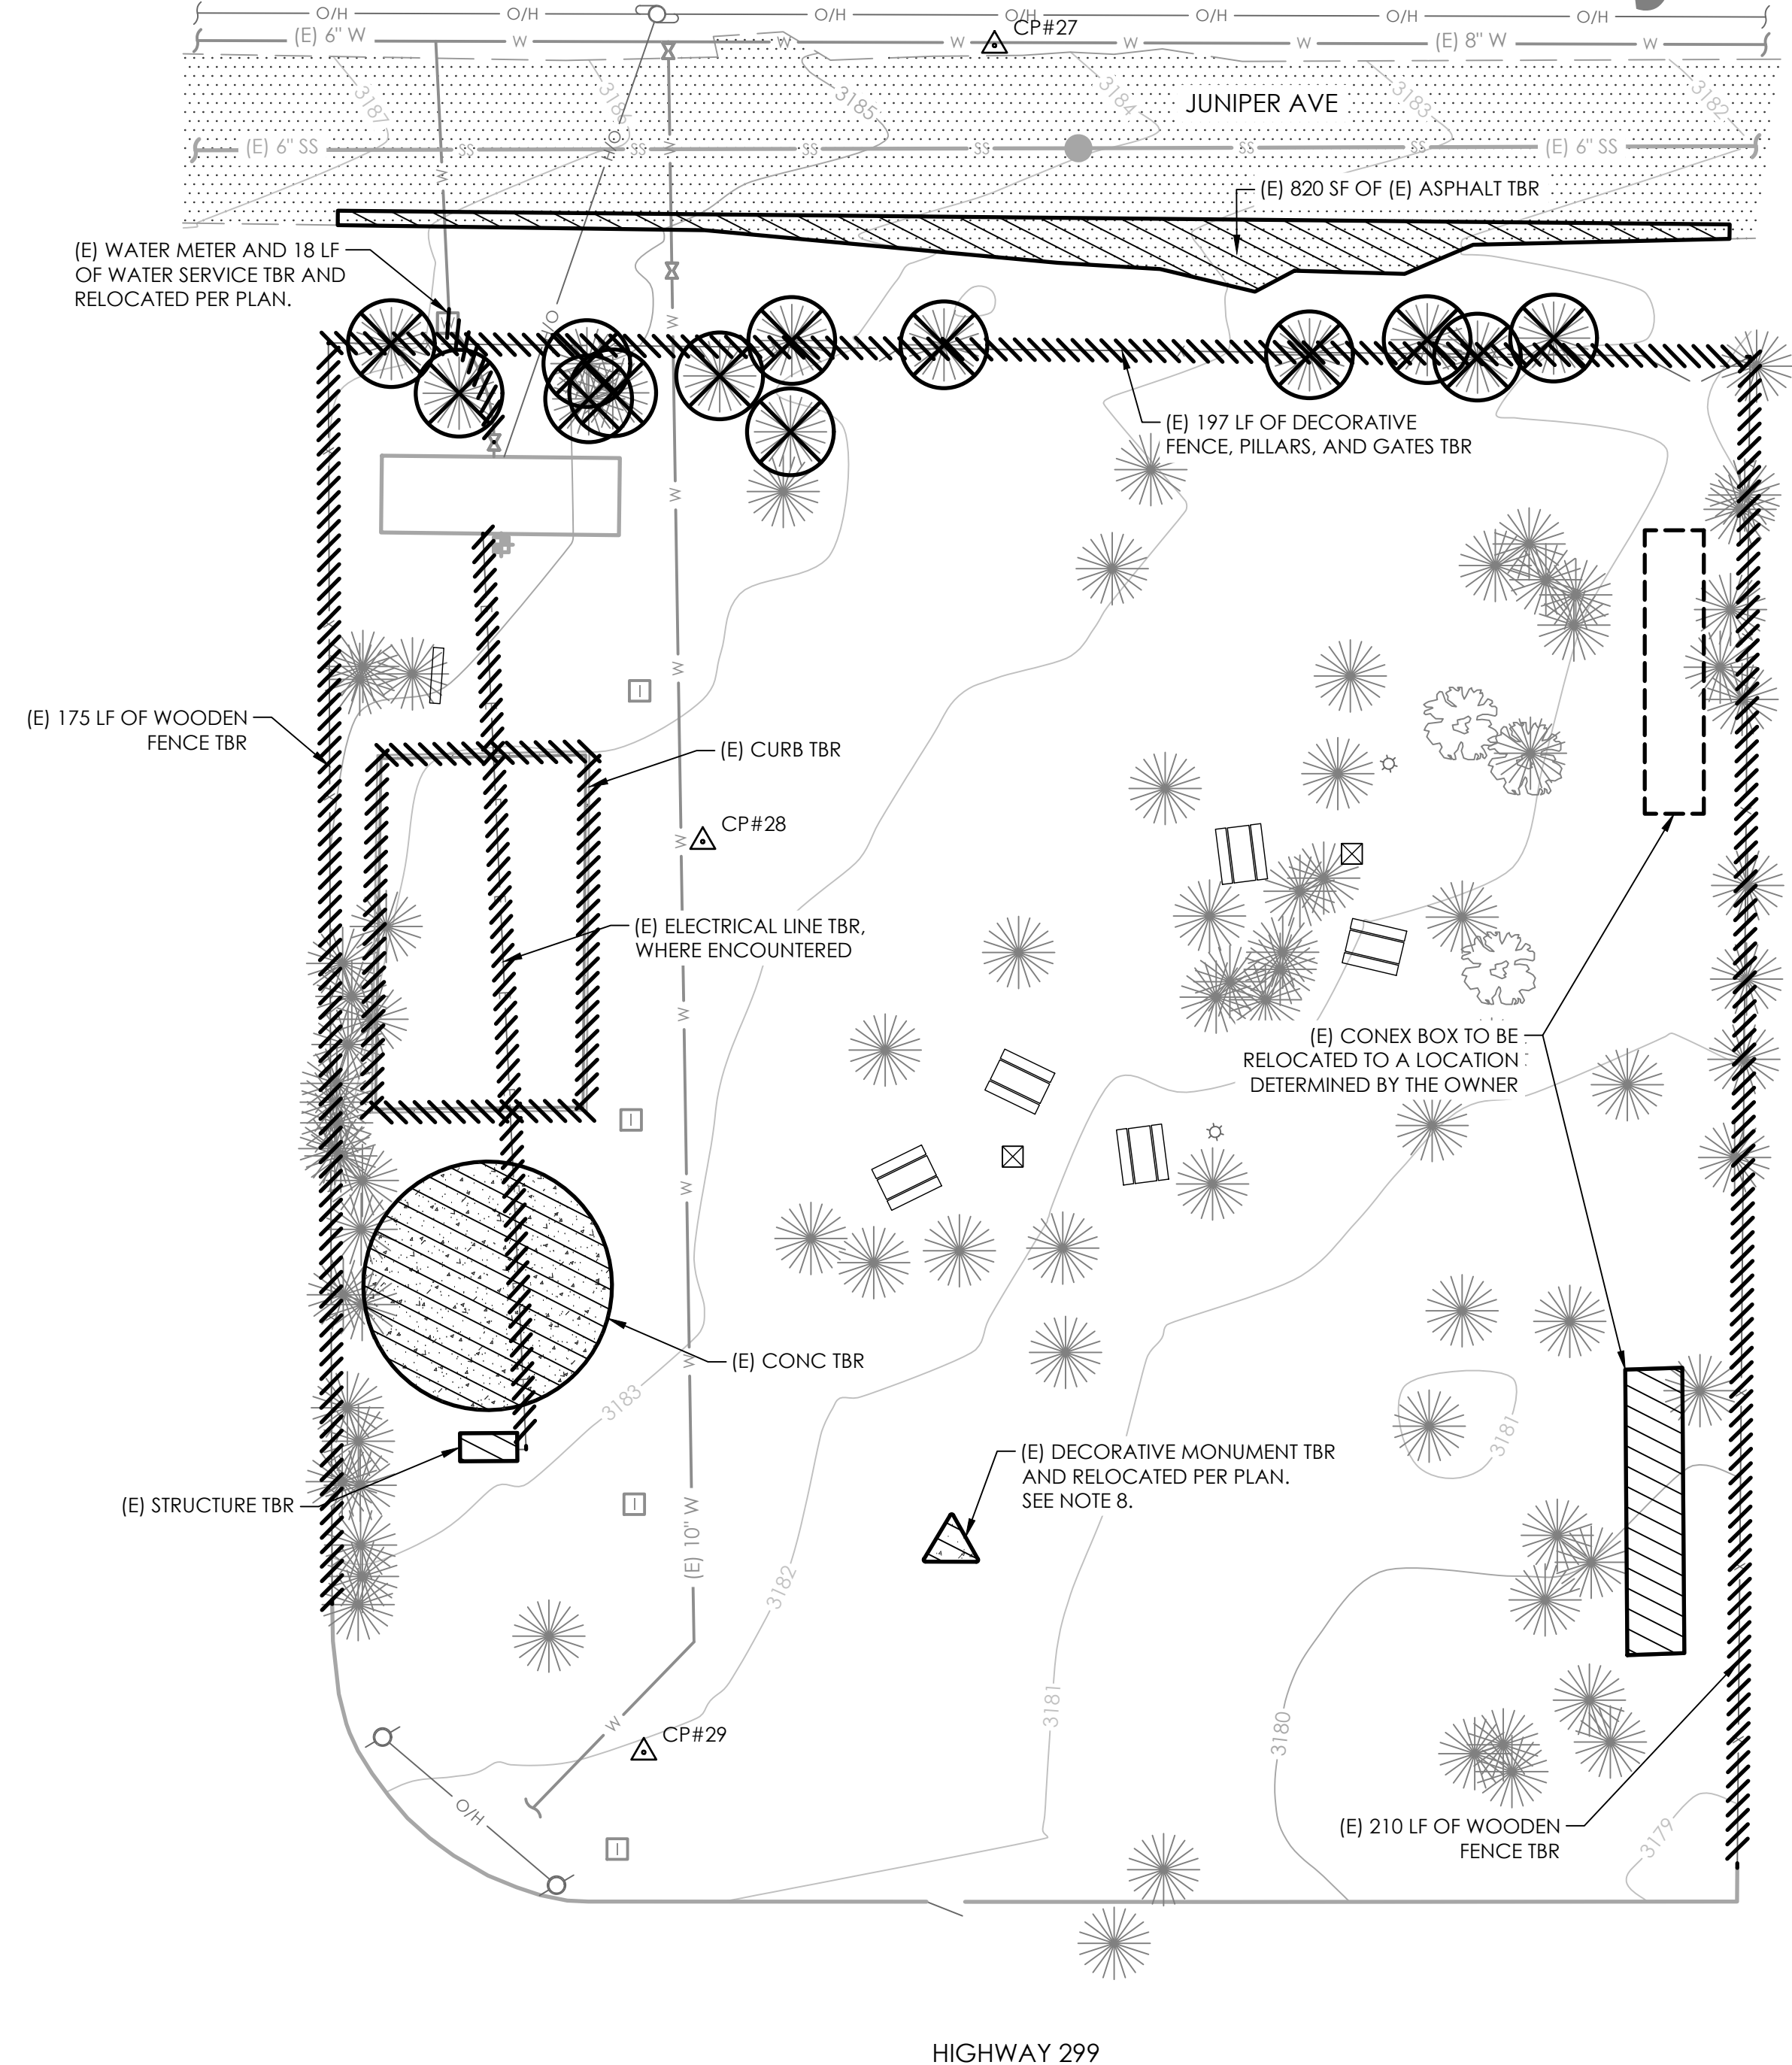 O/H O/H O/H O/H O/H O/H O/H
CP#27
(E) 6" W W W W W W (E) 8" W W
JUNIPER AVE
3187
3185
3184
3183
3182
(E) 6" SS SS SS SS SS SS SS (E) 6" SS
W
W
O/H
(E) 820 SF OF (E) ASPHALT TBR
(E) WATER METER AND 18 LF
OF WATER SERVICE TBR AND
RELOCATED PER PLAN.
W
(E) 197 LF OF DECORATIVE
FENCE, PILLARS, AND GATES TBR
W
W
I
(E) 175 LF OF WOODEN
FENCE TBR
(E) CURB TBR
CP#28
W
(E) ELECTRICAL LINE TBR,
WHERE ENCOUNTERED
W
(E) CONEX BOX TO BE
RELOCATED TO A LOCATION
DETERMINED BY THE OWNER
I
W
W
(E) CONC TBR
3183
3181
(E) DECORATIVE MONUMENT TBR
AND RELOCATED PER PLAN.
SEE NOTE 8.
(E) STRUCTURE TBR
I
(E) 10" W
3182
3181
3180
W
CP#29
O/H
I
(E) 210 LF OF WOODEN
FENCE TBR
3179
HIGHWAY 299